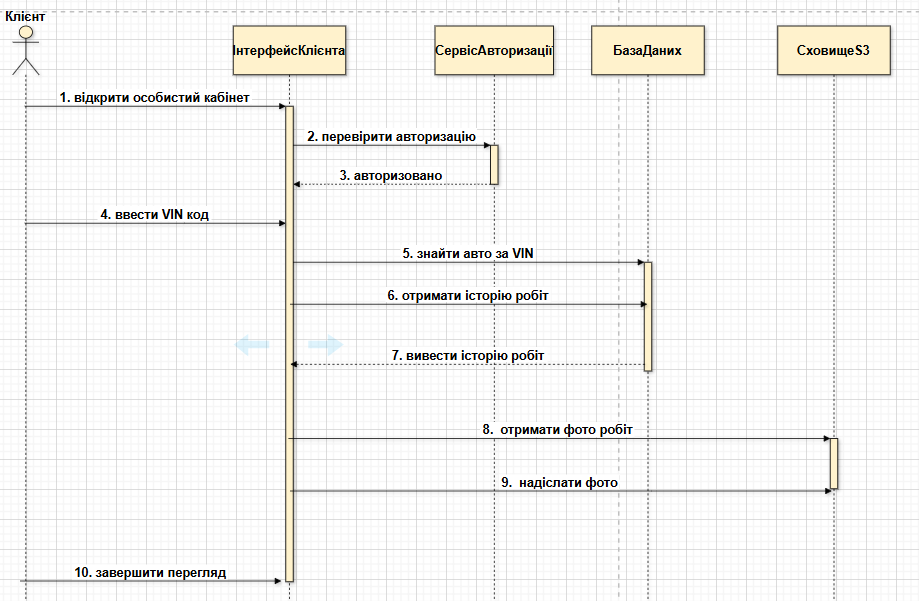 Клієнт
ІнтерфейсКлієнта
СервісАвторизації
БазаДаних
СховищеS3
1. відкрити особистий кабінет
2. перевірити авторизацію
3. авторизовано
4. ввести VIN код
5. знайти авто за VIN
6. отримати історію робіт
7. вивести історію робіт
8. отримати фото робіт
9. надіслати фото
10. завершити перегляд